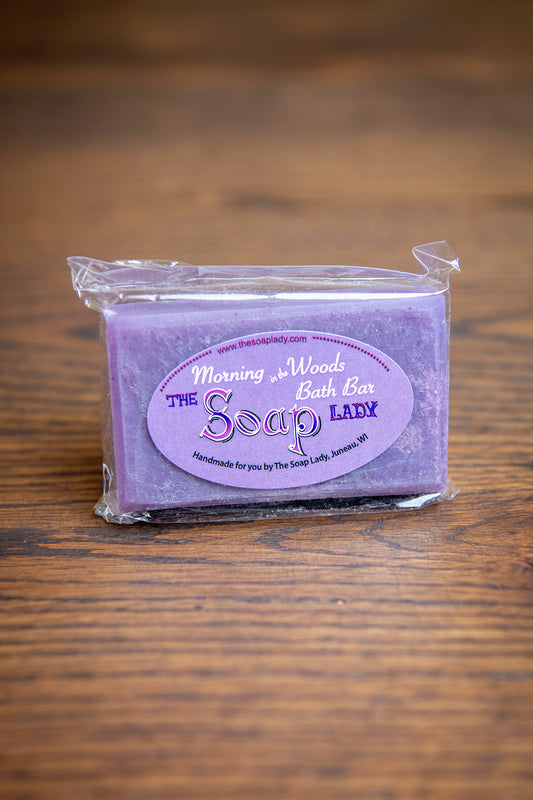 www.thesoaplady.com
Morning in the Woods
Bath Bar
THE Soap LADY
Handmade for you by The Soap Lady, Juneau, WI